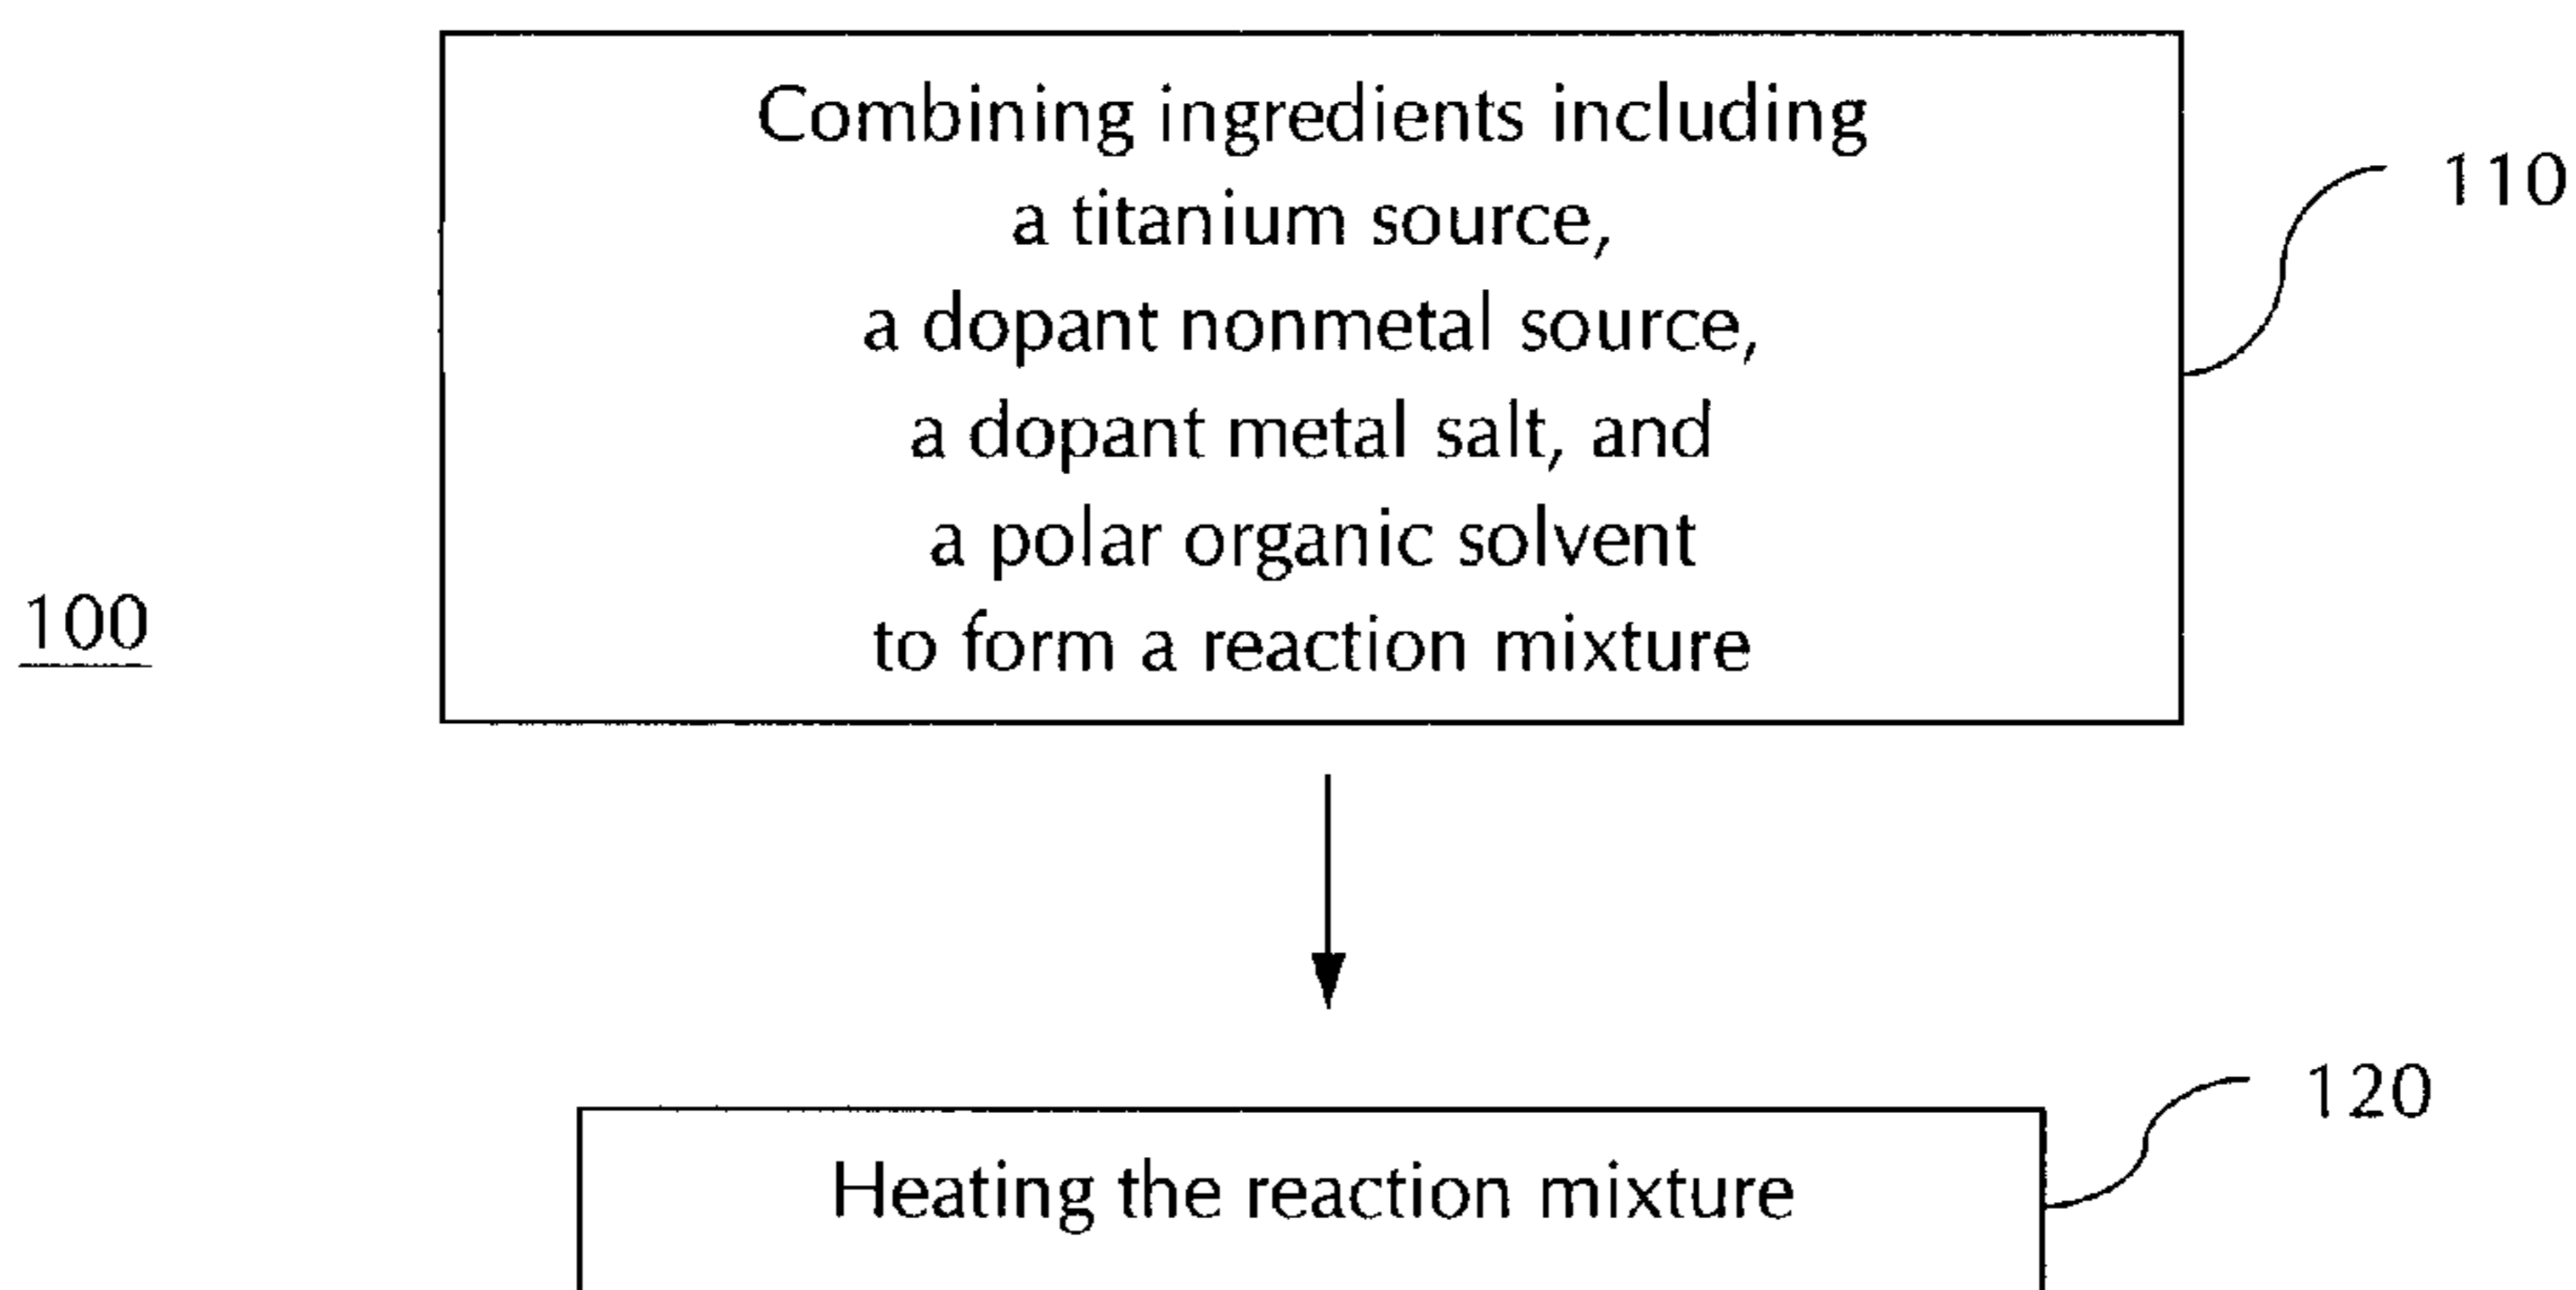 Combining ingredients including
a titanium source,
a dopant nonmetal source,
a dopant metal salt, and
a polar organic solvent
to form a reaction mixture
110
100
120
Heating the reaction mixture